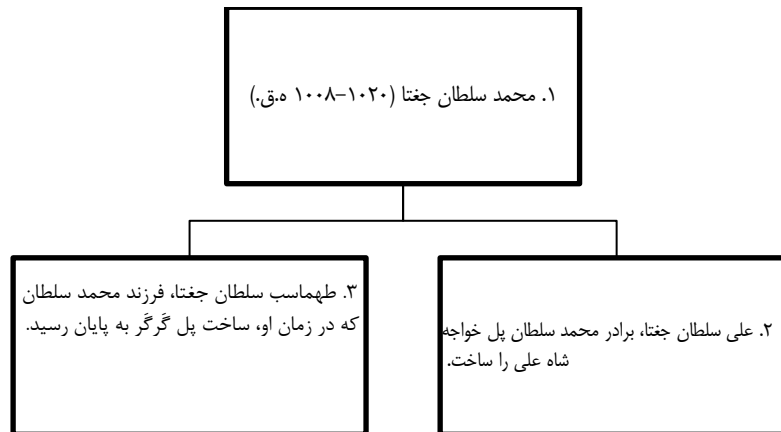 ۱. محمد سلطان جغتا (۱۰۲۰-۱۰۰۸ ه.ق.)
۲. علی سلطان جغتا، برادر محمد سلطان پل خواجه
شاه علی را ساخت.
۳. طهماسب سلطان جغتا، فرزند محمد سلطان
که در زمان او، ساخت پل گَرگَر به پایان رسید.